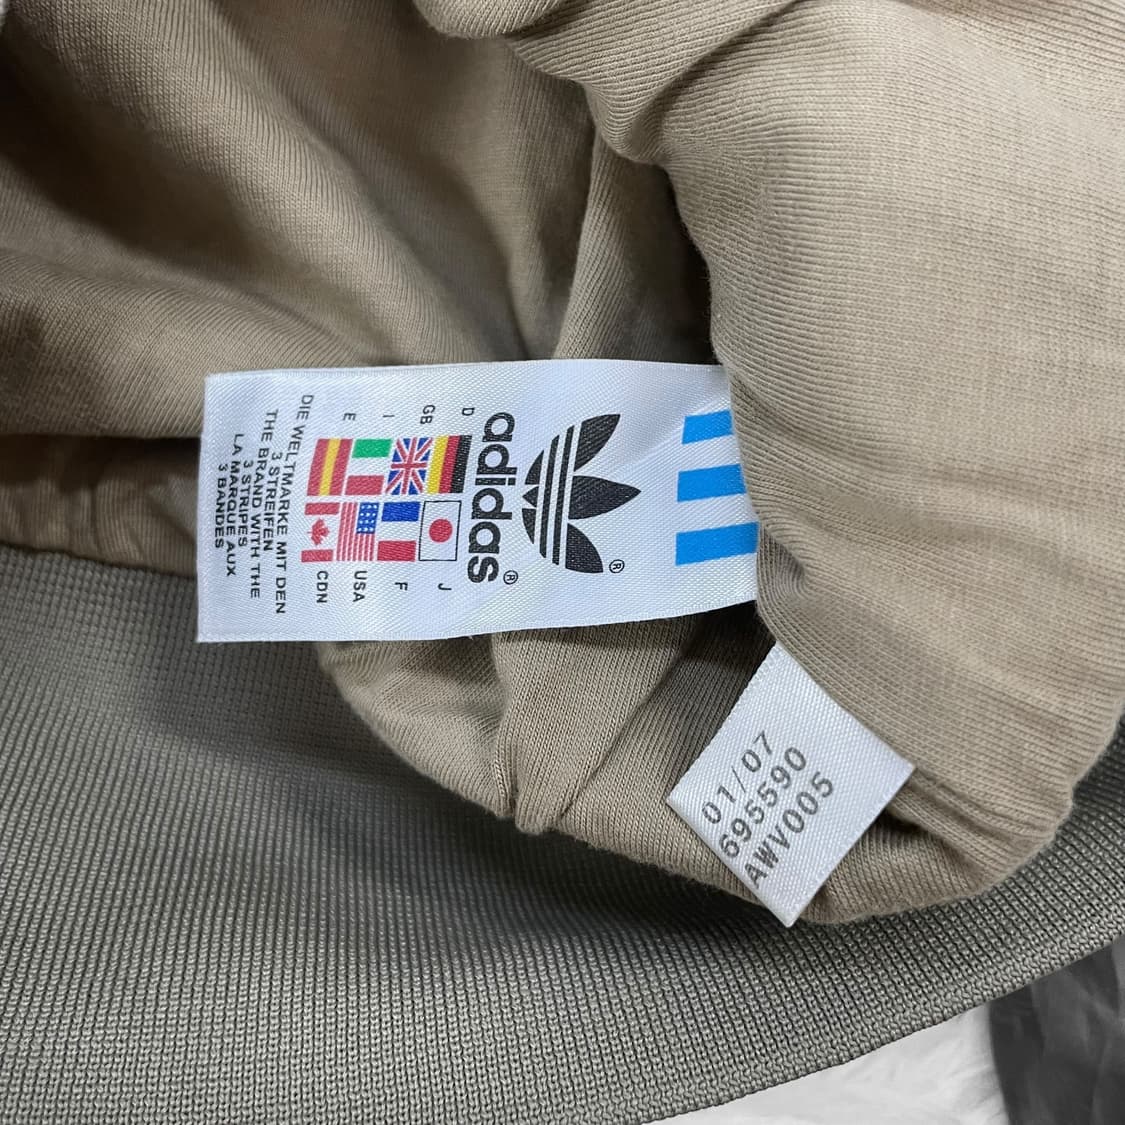 adidas®
®
D
GB
I
E
J
F
USA
CDN
DIE WELTMARKE MIT DEN
3 STREIFEN
THE BRAND WITH THE
3 STRIPES
LA MARQUE AUX
3 BANDES
01/07
695590
AWV005